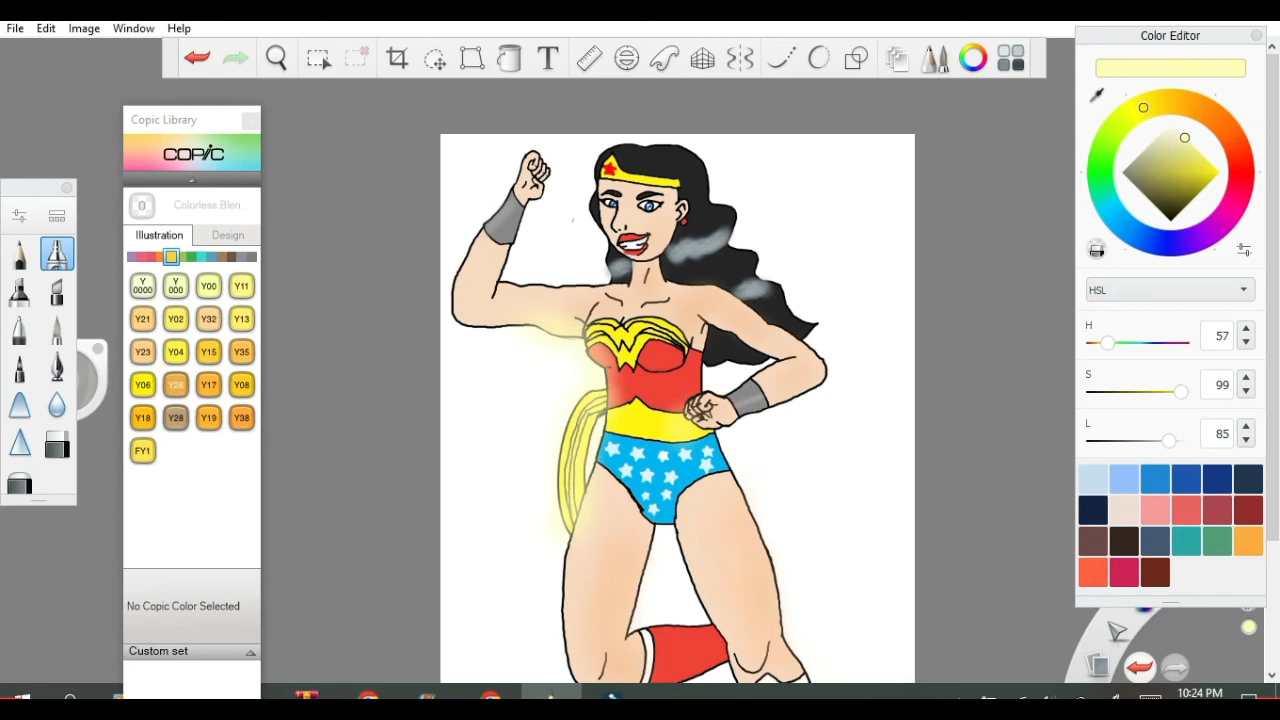 File Edit Image Window Help
Color Editor
Copic Library
COPIC
0 Colorless Blen...
Illustration Design
Y 0000 Y 000 Y00 Y11
Y21 Y02 Y32 Y13
Y23 Y04 Y15 Y35
Y06 Y26 Y17 Y08
Y18 Y28 Y19 Y38
FY1
No Copic Color Selected
Custom set
HSL
H 57
S 99
L 85
10:24 PM